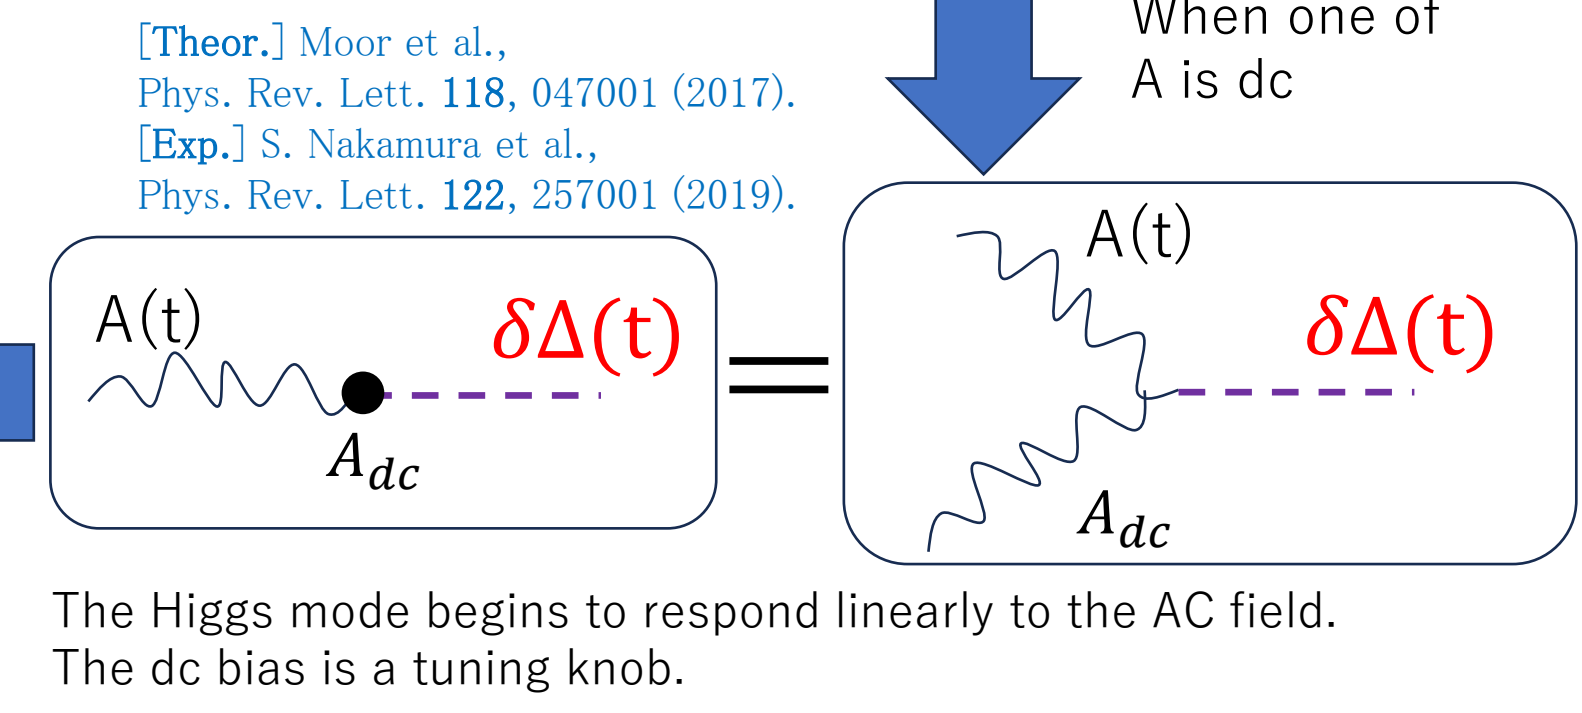 [Theor.] Moor et al.,
Phys. Rev. Lett. 118, 047001 (2017).
[Exp.] S. Nakamura et al.,
Phys. Rev. Lett. 122, 257001 (2019).
When one of
A is dc
A(t)
δΔ(t)
A_dc
=
A(t)
δΔ(t)
A_dc
The Higgs mode begins to respond linearly to the AC field.
The dc bias is a tuning knob.